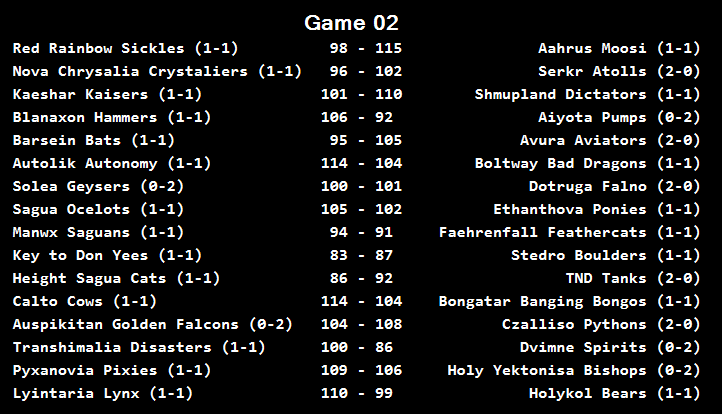 Game 02
Red Rainbow Sickles (1-1) 98 - 115 Aahrus Moosi (1-1)
Nova Chrysalia Crystaliers (1-1) 96 - 102 Serkr Atolls (2-0)
Kaeshar Kaisers (1-1) 101 - 110 Shmupland Dictators (1-1)
Blanaxon Hammers (1-1) 106 - 92 Aiyota Pumps (0-2)
Barsein Bats (1-1) 95 - 105 Avura Aviators (2-0)
Autolik Autonomy (1-1) 114 - 104 Boltway Bad Dragons (1-1)
Solea Geysers (0-2) 100 - 101 Dotruga Falno (2-0)
Sagua Ocelots (1-1) 105 - 102 Ethanthova Ponies (1-1)
Manwx Saguans (1-1) 94 - 91 Faehrenfall Feathercats (1-1)
Key to Don Yees (1-1) 83 - 87 Stedro Boulders (1-1)
Height Sagua Cats (1-1) 86 - 92 TND Tanks (2-0)
Calto Cows (1-1) 114 - 104 Bongatar Banging Bongos (1-1)
Auspikitan Golden Falcons (0-2) 104 - 108 Czalliso Pythons (2-0)
Transhimalia Disasters (1-1) 100 - 86 Dvimne Spirits (0-2)
Pyxanovia Pixies (1-1) 109 - 106 Holy Yektonisa Bishops (0-2)
Lyintaria Lynx (1-1) 110 - 99 Holykol Bears (1-1)